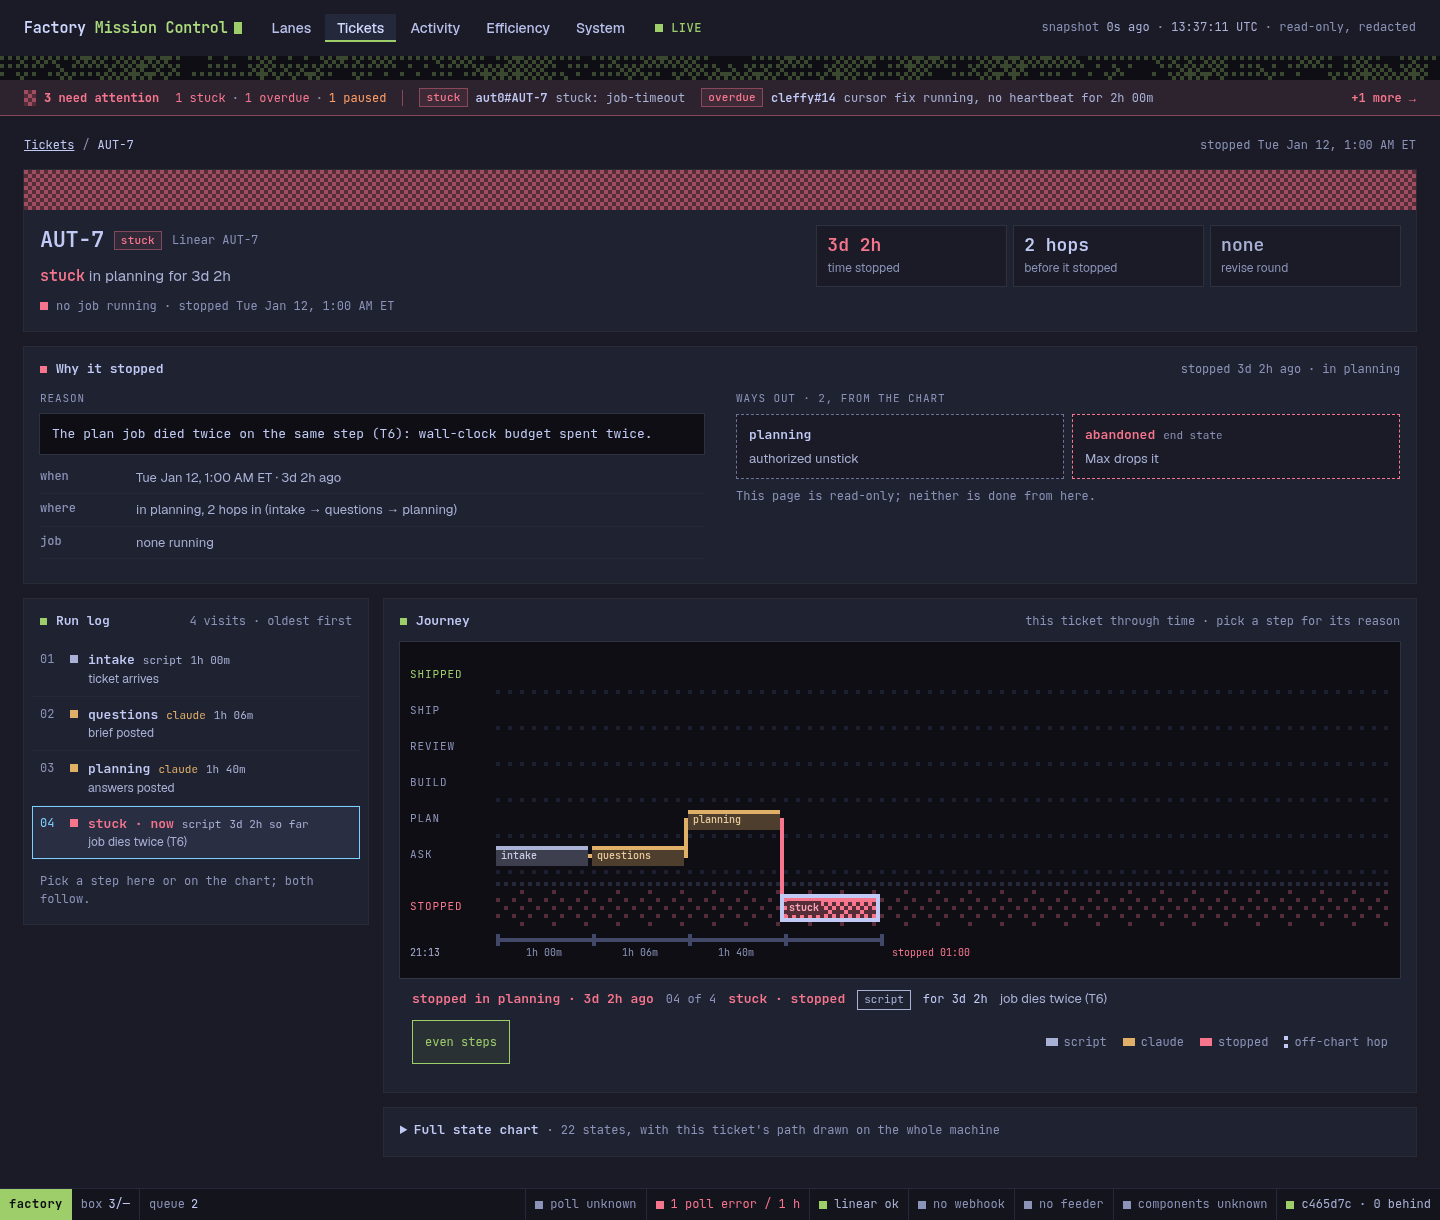 Factory Mission Control Lanes Tickets Activity Efficiency System LIVE snapshot 0s ago · 13:37:11 UTC · read-only, redacted
3 need attention 1 stuck · 1 overdue · 1 paused stuck aut0#AUT-7 stuck: job-timeout overdue cleffy#14 cursor fix running, no heartbeat for 2h 00m +1 more →
Tickets / AUT-7 stopped Tue Jan 12, 1:00 AM ET
AUT-7 stuck Linear AUT-7
stuck in planning for 3d 2h
no job running · stopped Tue Jan 12, 1:00 AM ET
3d 2h
time stopped
2 hops
before it stopped
none
revise round
Why it stopped stopped 3d 2h ago · in planning
REASON
The plan job died twice on the same step (T6): wall-clock budget spent twice.
when Tue Jan 12, 1:00 AM ET · 3d 2h ago
where in planning, 2 hops in (intake → questions → planning)
job none running
WAYS OUT · 2, FROM THE CHART
planning
authorized unstick
abandoned end state
Max drops it
This page is read-only; neither is done from here.
Run log 4 visits · oldest first
01 intake script 1h 00m
ticket arrives
02 questions claude 1h 06m
brief posted
03 planning claude 1h 40m
answers posted
04 stuck · now script 3d 2h so far
job dies twice (T6)
Pick a step here or on the chart; both
follow.
Journey this ticket through time · pick a step for its reason
SHIPPED
SHIP
REVIEW
BUILD
PLAN planning
ASK intake questions
STOPPED stuck
21:13 1h 00m 1h 06m 1h 40m stopped 01:00
stopped in planning · 3d 2h ago 04 of 4 stuck · stopped script for 3d 2h job dies twice (T6)
even steps script claude stopped off-chart hop
Full state chart · 22 states, with this ticket's path drawn on the whole machine
factory box 3/— queue 2 poll unknown 1 poll error / 1 h linear ok no webhook no feeder components unknown c465d7c · 0 behind